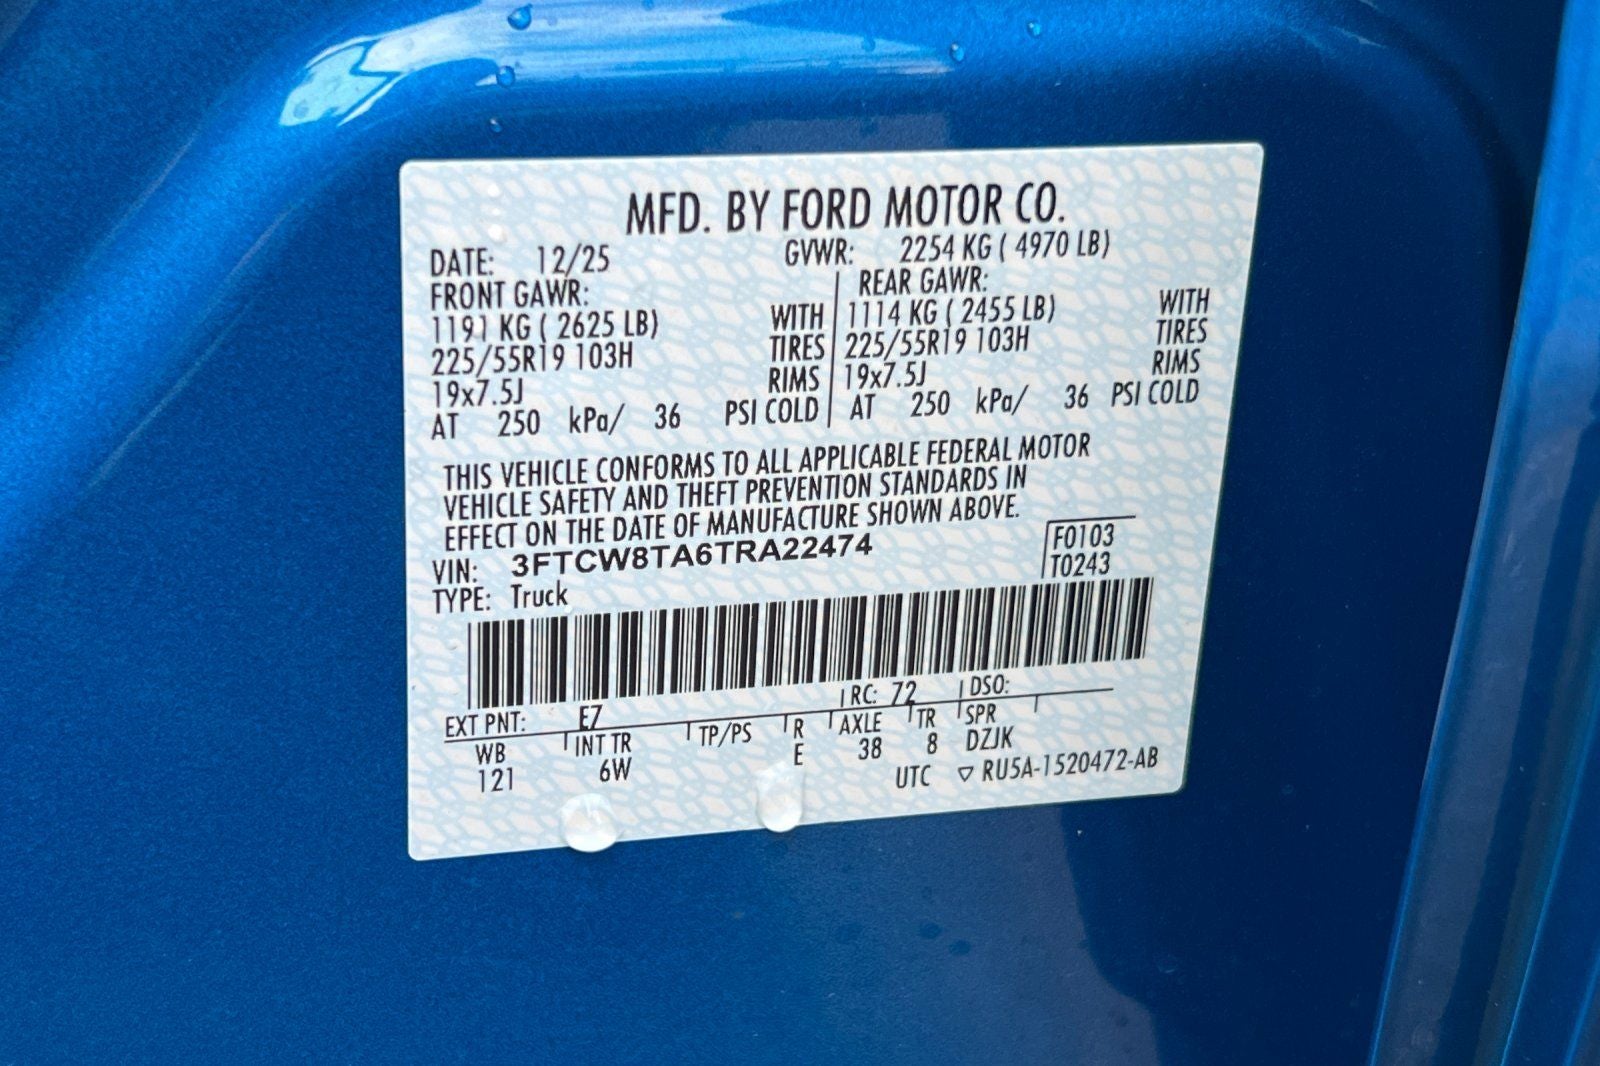 MFD. BY FORD MOTOR CO.
DATE: 12/25 GVWR: 2254 KG ( 4970 LB)
FRONT GAWR: REAR GAWR:
1191 KG ( 2625 LB) WITH 1114 KG ( 2455 LB) WITH
225/55R19 103H TIRES 225/55R19 103H TIRES
19x7.5J RIMS 19x7.5J RIMS
AT 250 kPa/ 36 PSI COLD AT 250 kPa/ 36 PSI COLD
THIS VEHICLE CONFORMS TO ALL APPLICABLE FEDERAL MOTOR
VEHICLE SAFETY AND THEFT PREVENTION STANDARDS IN
EFFECT ON THE DATE OF MANUFACTURE SHOWN ABOVE.
VIN: 3FTCW8TA6TRA22474 F0103
TYPE: Truck T0243
EXT PNT: E7 RC: 72 DSO:
WB INT TR TP/PS R AXLE TR SPR
121 6W E 38 8 DZJK
UTC ▽ RU5A-1520472-AB